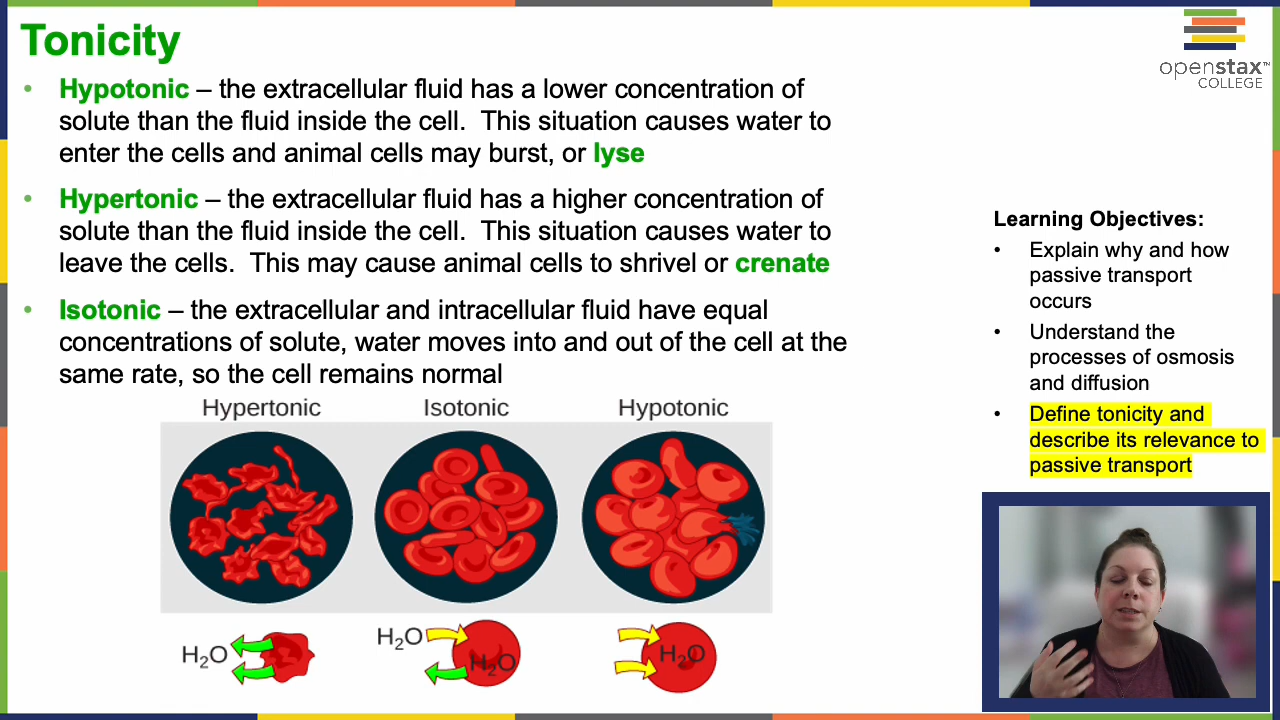 Tonicity
openstax™
COLLEGE
• Hypotonic – the extracellular fluid has a lower concentration of
solute than the fluid inside the cell.  This situation causes water to
enter the cells and animal cells may burst, or lyse
• Hypertonic – the extracellular fluid has a higher concentration of
solute than the fluid inside the cell.  This situation causes water to
leave the cells.  This may cause animal cells to shrivel or crenate
• Isotonic – the extracellular and intracellular fluid have equal
concentrations of solute, water moves into and out of the cell at the
same rate, so the cell remains normal
Learning Objectives:
• Explain why and how
passive transport
occurs
• Understand the
processes of osmosis
and diffusion
• Define tonicity and
describe its relevance to
passive transport
Hypertonic Isotonic Hypotonic
H₂O
H₂O
H₂O
H₂O